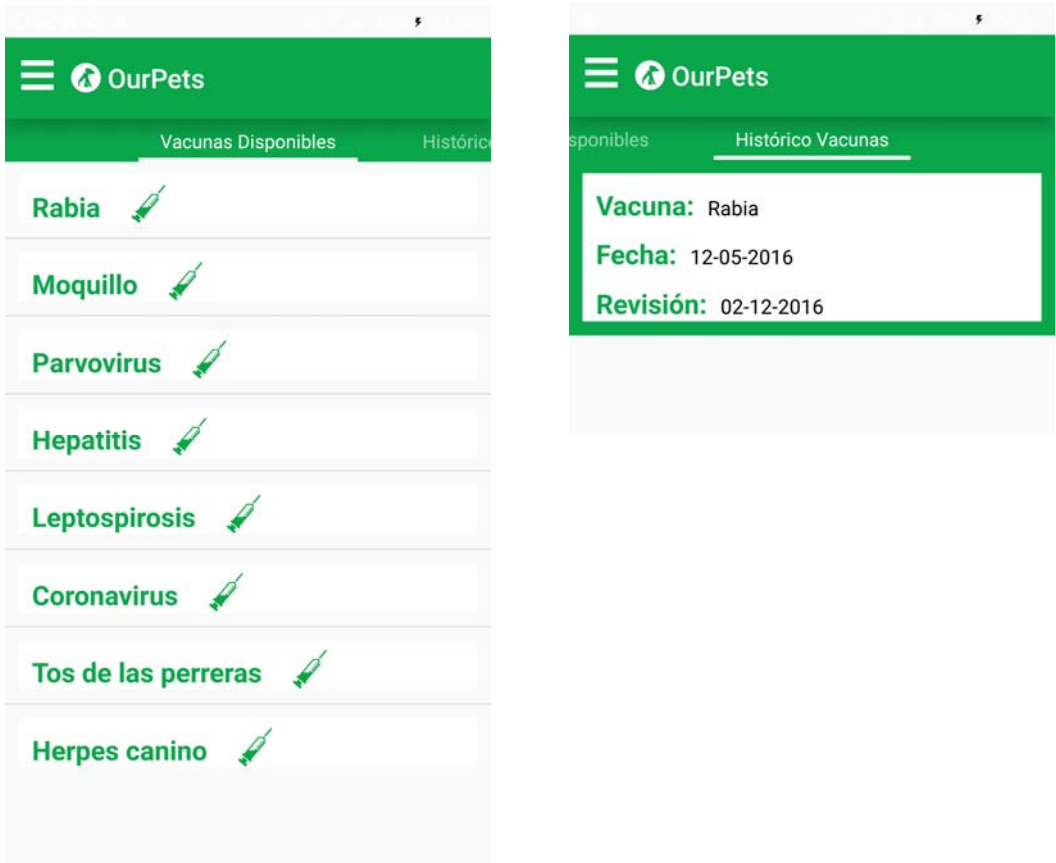 OurPets
Vacunas Disponibles Históric
Rabia
Moquillo
Parvovirus
Hepatitis
Leptospirosis
Coronavirus
Tos de las perreras
Herpes canino
OurPets
sponibles Histórico Vacunas
Vacuna: Rabia
Fecha: 12-05-2016
Revisión: 02-12-2016